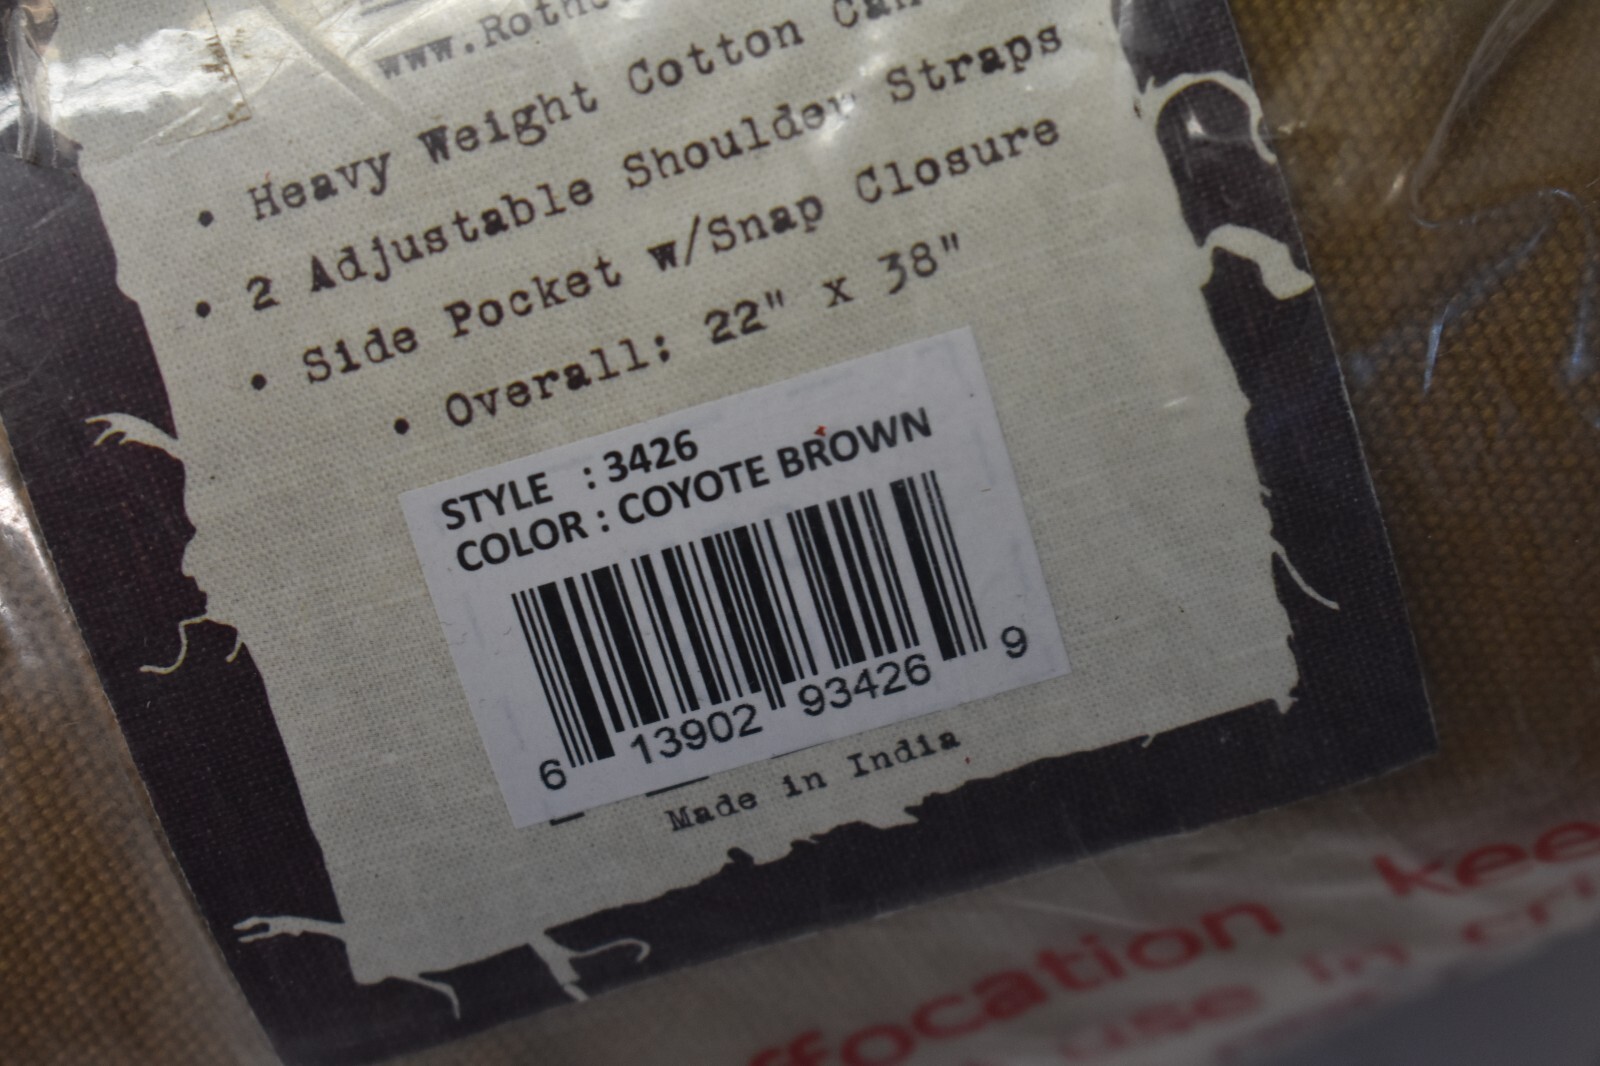 • Heavy Weight Cotton
• 2 Adjustable Shoulder Straps
• Side Pocket w/Snap Closure
• Overall: 22" x 38"
STYLE : 3426
COLOR : COYOTE BROWN
6 13902 93426 9
Made in India
use